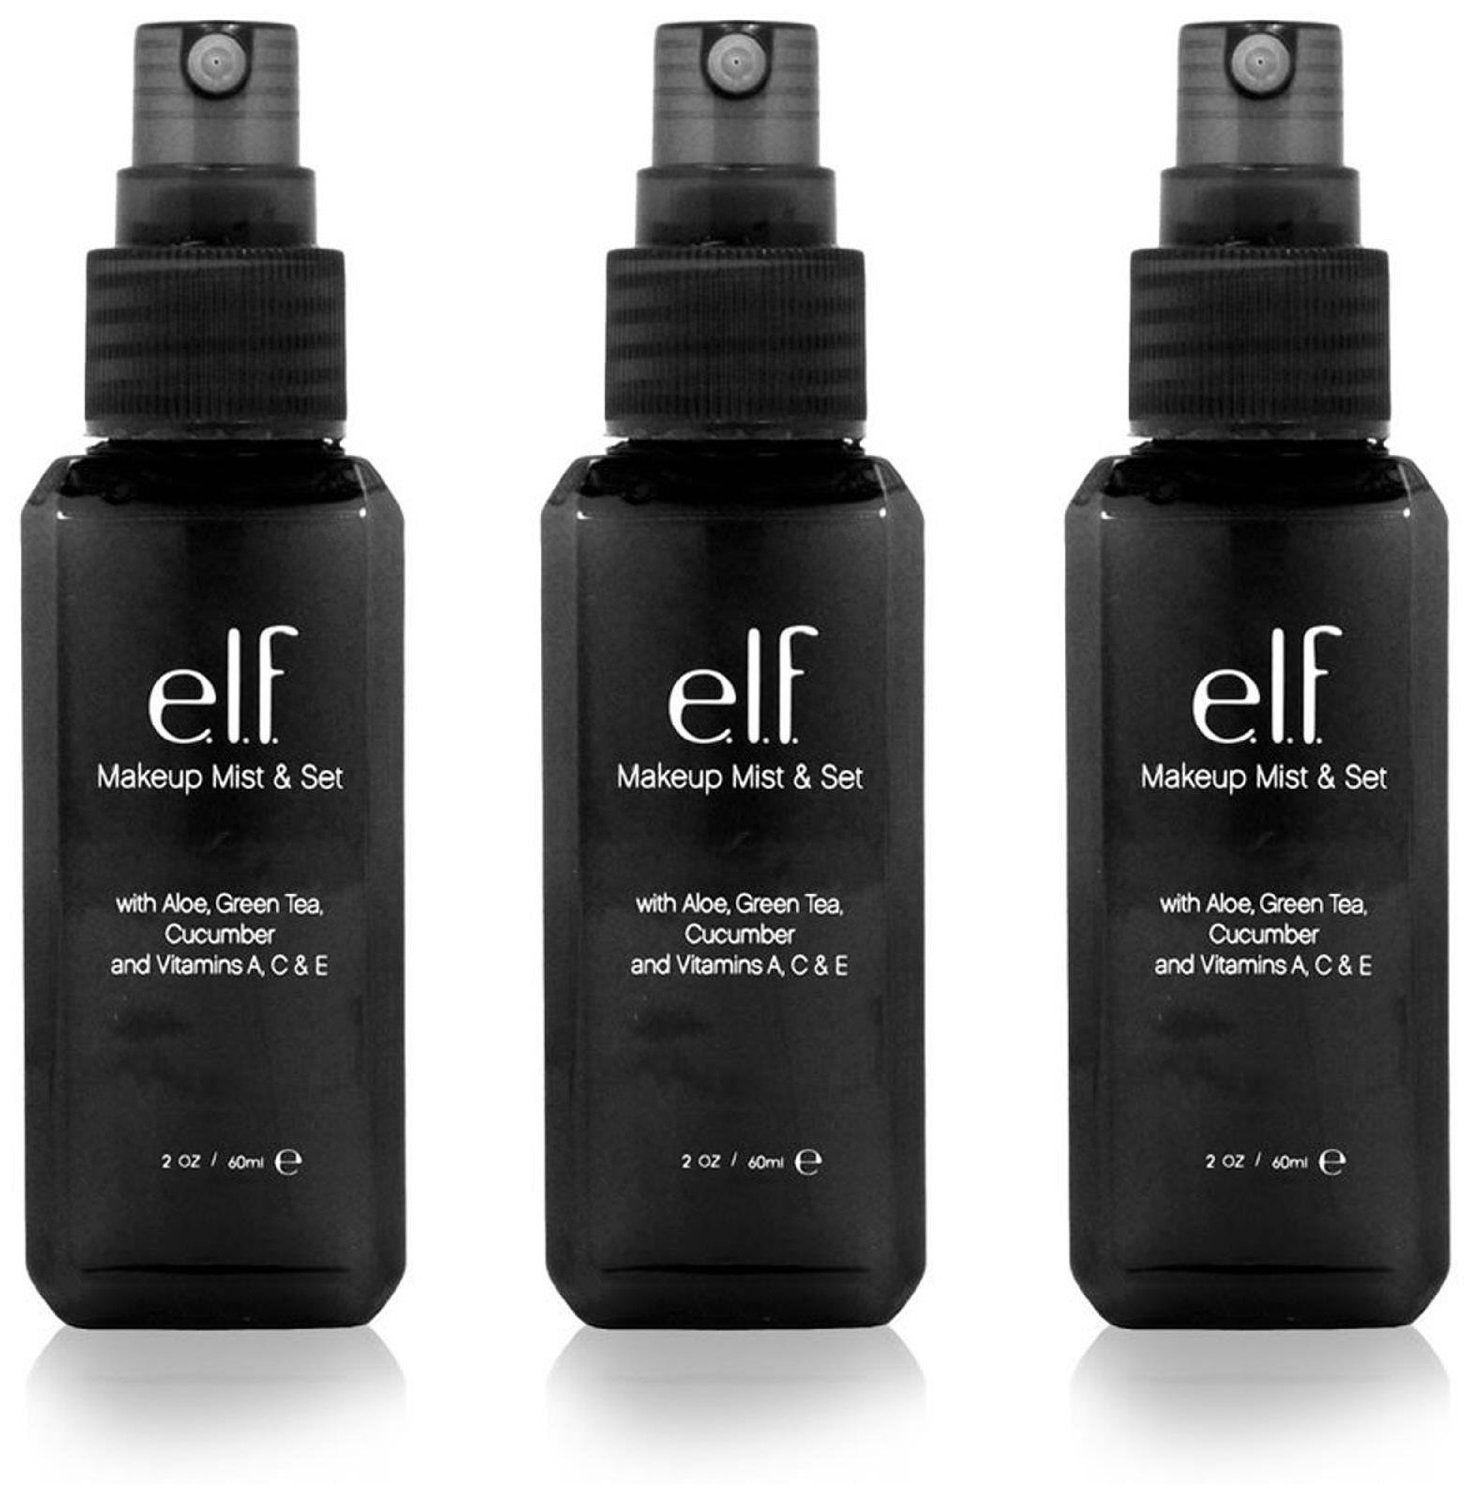 e.l.f.
Makeup Mist & Set
with Aloe, Green Tea,
Cucumber
and Vitamins A, C & E
2 OZ / 60ml e
e.l.f.
Makeup Mist & Set
with Aloe, Green Tea,
Cucumber
and Vitamins A, C & E
2 OZ / 60ml e
e.l.f.
Makeup Mist & Set
with Aloe, Green Tea,
Cucumber
and Vitamins A, C & E
2 OZ / 60ml e